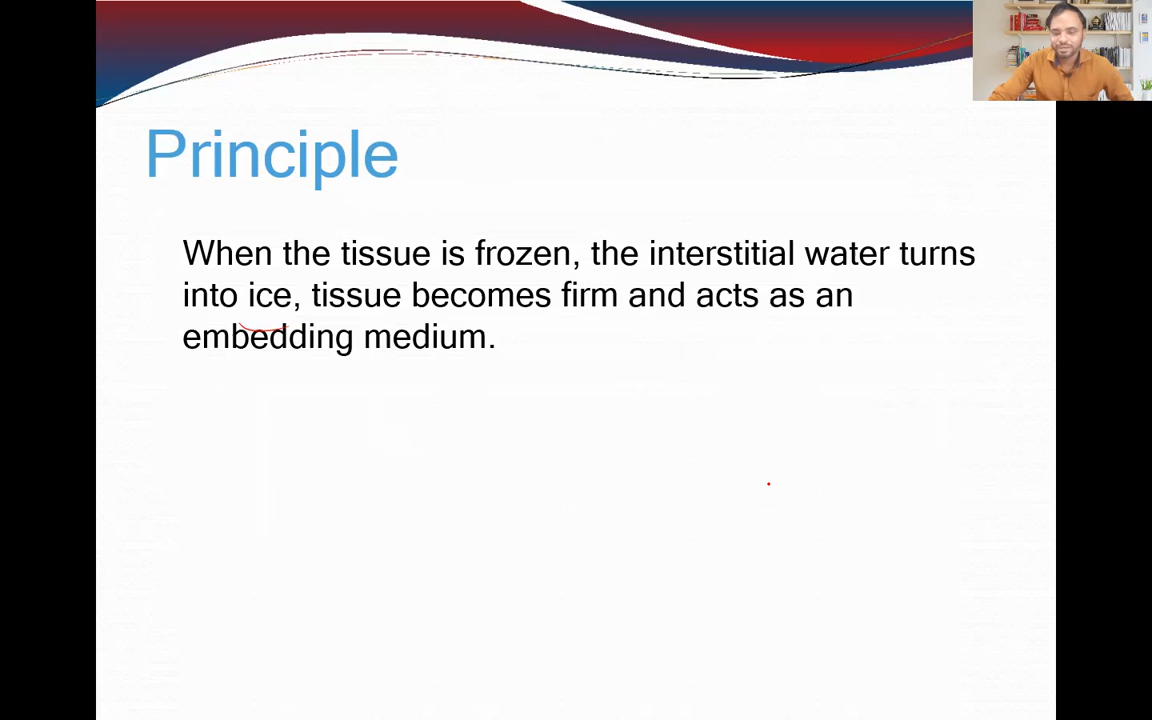 Principle
When the tissue is frozen, the interstitial water turns
into ice, tissue becomes firm and acts as an
embedding medium.